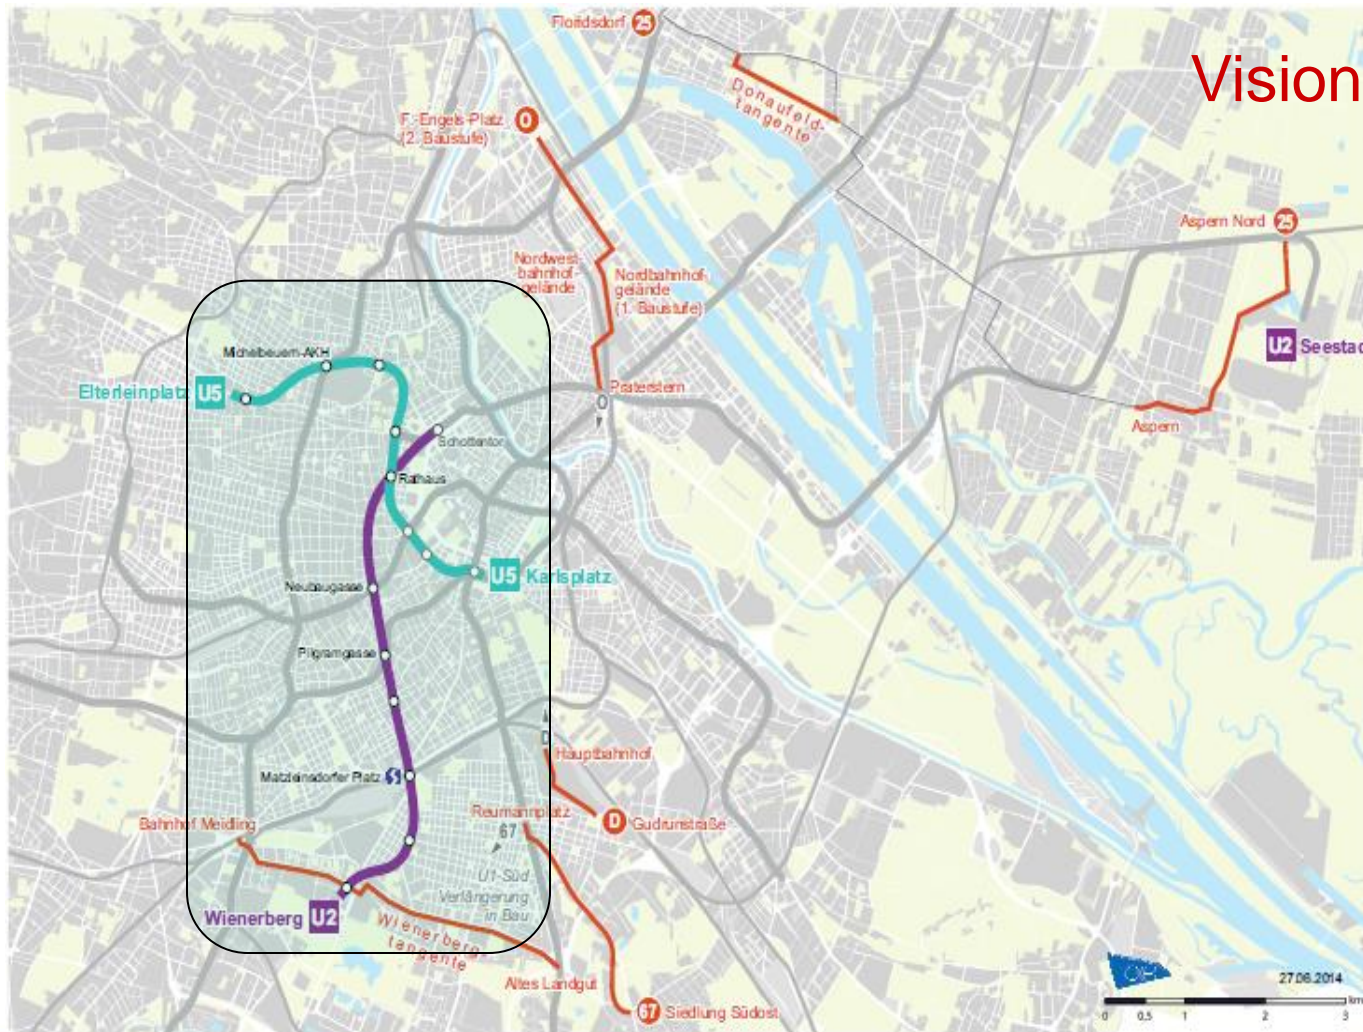 Vision
Floridsdorf 25
Donaufeld-
tangente
F.-Engels-Platz O
(2. Baustufe)
Aspern Nord 25
Nordwest-
bahnhof-
gelände
Nordbahnhof-
gelände
(1. Baustufe)
U2 Seestad
Michelbeuern-AKH
Elterleinplatz U5
Praterstern
O
Aspern
Schottentor
Rathaus
U5 Karlsplatz
Neubaugasse
Pilgramgasse
D
Hauptbahnhof
Matzleinsdorfer Platz
Reumannplatz
D Gudrunstraße
Bahnhof Meidling
67
U1-Süd
Verlängerung
in Bau
Wienerberg U2
Wienerberg-
tangente
Altes Landgut
67 Siedlung Südost
27.06.2014
km
0 0,5 1 2 3